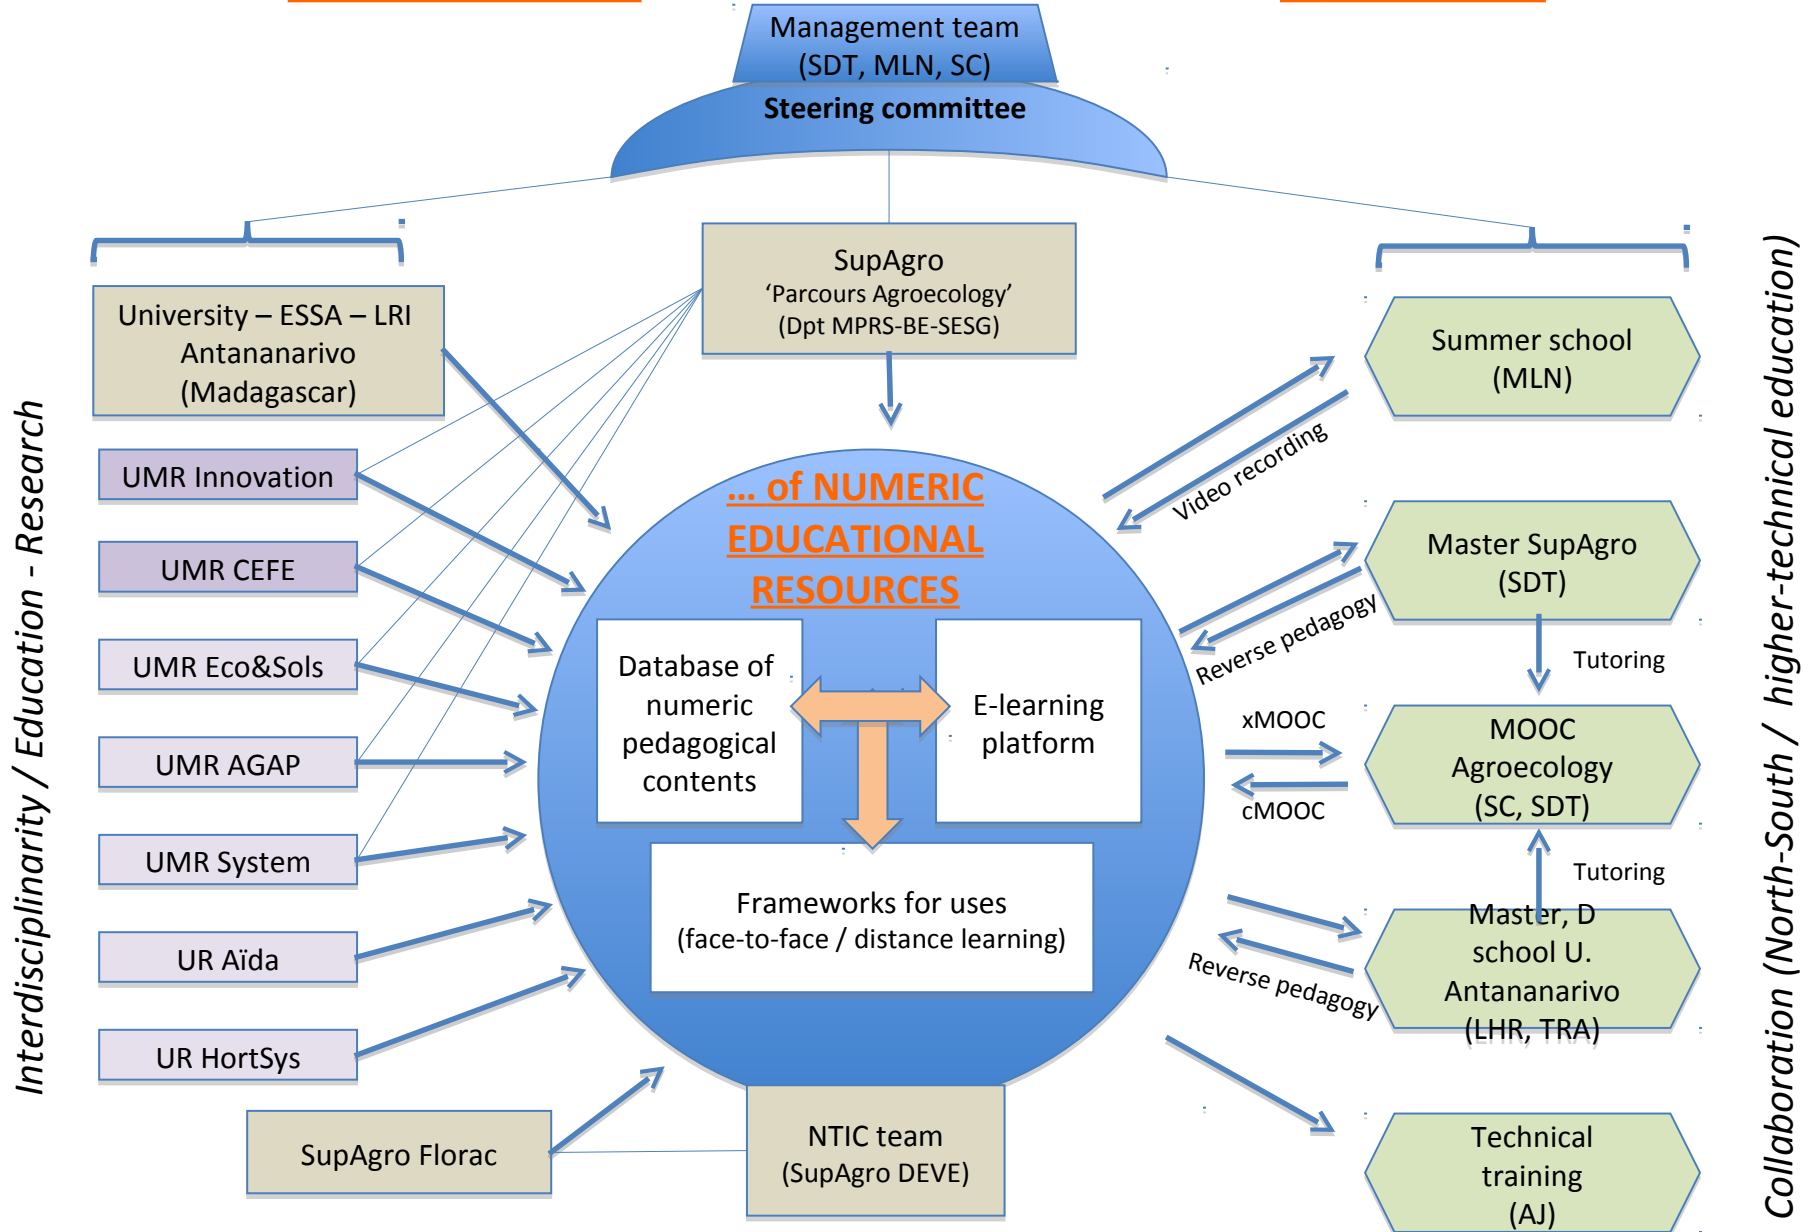 Management team
(SDT, MLN, SC)
Steering committee
SupAgro
‘Parcours Agroecology’
(Dpt MPRS-BE-SESG)
Interdisciplinarity / Education - Research
University – ESSA – LRI
Antananarivo
(Madagascar)
UMR Innovation
UMR CEFE
UMR Eco&Sols
UMR AGAP
UMR System
UR Aïda
UR HortSys
SupAgro Florac
NTIC team
(SupAgro DEVE)
... of NUMERIC
EDUCATIONAL
RESOURCES
Database of
numeric
pedagogical
contents
E-learning
platform
Frameworks for uses
(face-to-face / distance learning)
Video recording
Reverse pedagogy
xMOOC
cMOOC
Reverse pedagogy
Summer school
(MLN)
Master SupAgro
(SDT)
Tutoring
MOOC
Agroecology
(SC, SDT)
Tutoring
Master, D
school U.
Antananarivo
(LHR, TRA)
Technical
training
(AJ)
Collaboration (North-South / higher-technical education)